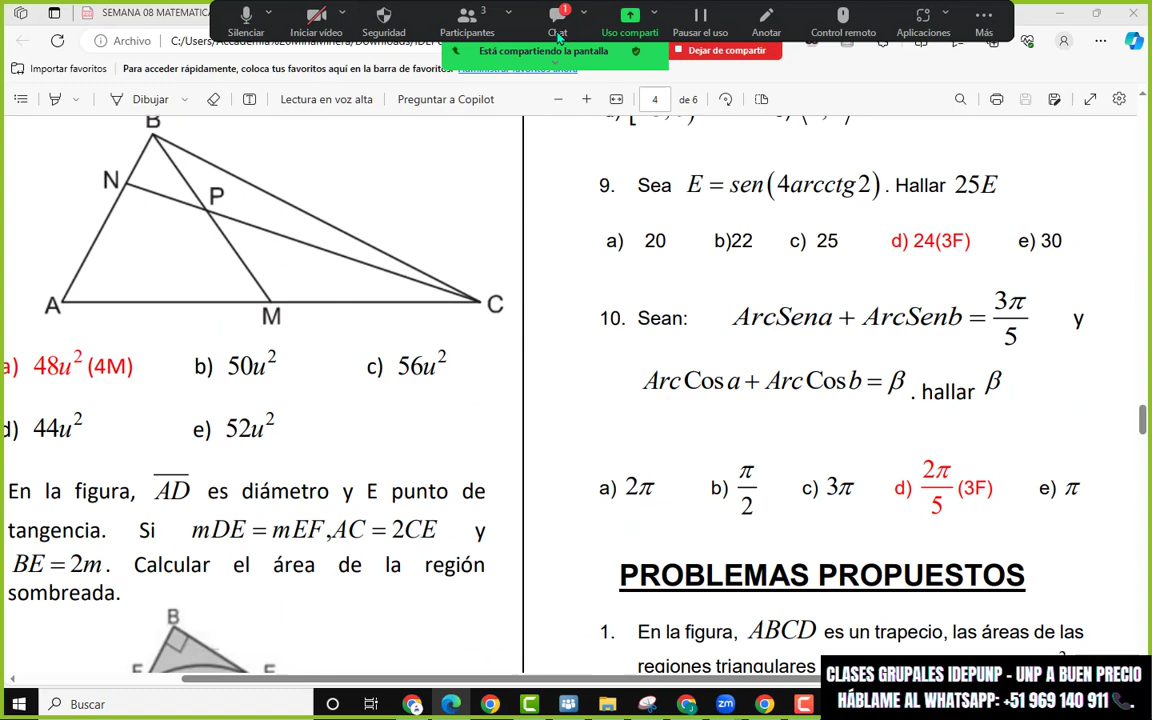 SEMANA 08 MATEMATICA
Silenciar
Iniciar vídeo
Seguridad
3
Participantes
1
Chat
Uso comparti
Pausar el uso
Anotar
Control remoto
Aplicaciones
Más
Está compartiendo la pantalla
Dejar de compartir
Archivo
Importar favoritos
Para acceder rápidamente, coloca tus favoritos aquí en la barra de favoritos.
Dibujar
Lectura en voz alta
Preguntar a Copilot
4
de 6
B
N
P
A
M
C
a) 48u² (4M) b) 50u² c) 56u²
d) 44u² e) 52u²
En la figura, \overline{AD} es diámetro y E punto de
tangencia. Si mDE = mEF, AC = 2CE y
BE = 2m. Calcular el área de la región
sombreada.
B
9. Sea E = sen(4arcctg2). Hallar 25E
a) 20 b)22 c) 25 d) 24(3F) e) 30
10. Sean: ArcSena + ArcSenb = 3π/5 y
ArcCosa + ArcCosb = β . hallar β
a) 2π b) π/2 c) 3π d) 2π/5 (3F) e) π
PROBLEMAS PROPUESTOS
1. En la figura, ABCD es un trapecio, las áreas de las
regiones triangulares
CLASES GRUPALES IDEPUNP - UNP A BUEN PRECIO
HÁBLAME AL WHATSAPP: +51 969 140 911
Buscar